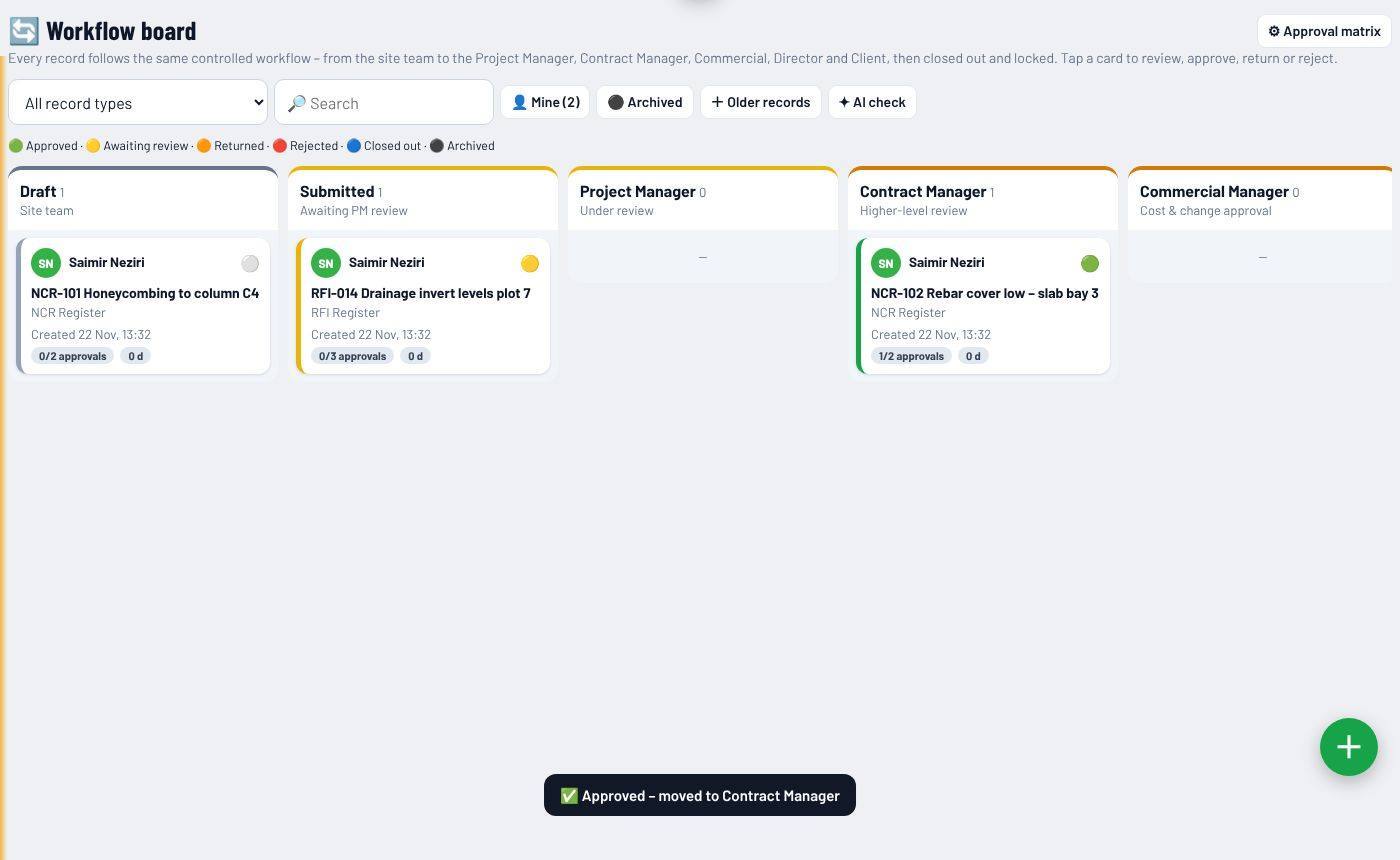 🔄 Workflow board
⚙ Approval matrix
Every record follows the same controlled workflow – from the site team to the Project Manager, Contract Manager, Commercial, Director and Client, then closed out and locked. Tap a card to review, approve, return or reject.
All record types
🔎 Search
👤 Mine (2)
⚫ Archived
+ Older records
✦ AI check
🟢 Approved · 🟡 Awaiting review · 🟠 Returned · 🔴 Rejected · 🔵 Closed out · ⚫ Archived
Draft 1
Site team
SN Saimir Neziri
NCR-101 Honeycombing to column C4
NCR Register
Created 22 Nov, 13:32
0/2 approvals 0 d
Submitted 1
Awaiting PM review
SN Saimir Neziri
RFI-014 Drainage invert levels plot 7
RFI Register
Created 22 Nov, 13:32
0/3 approvals 0 d
Project Manager 0
Under review
—
Contract Manager 1
Higher-level review
SN Saimir Neziri
NCR-102 Rebar cover low – slab bay 3
NCR Register
Created 22 Nov, 13:32
1/2 approvals 0 d
Commercial Manager 0
Cost & change approval
—
+
✅ Approved – moved to Contract Manager